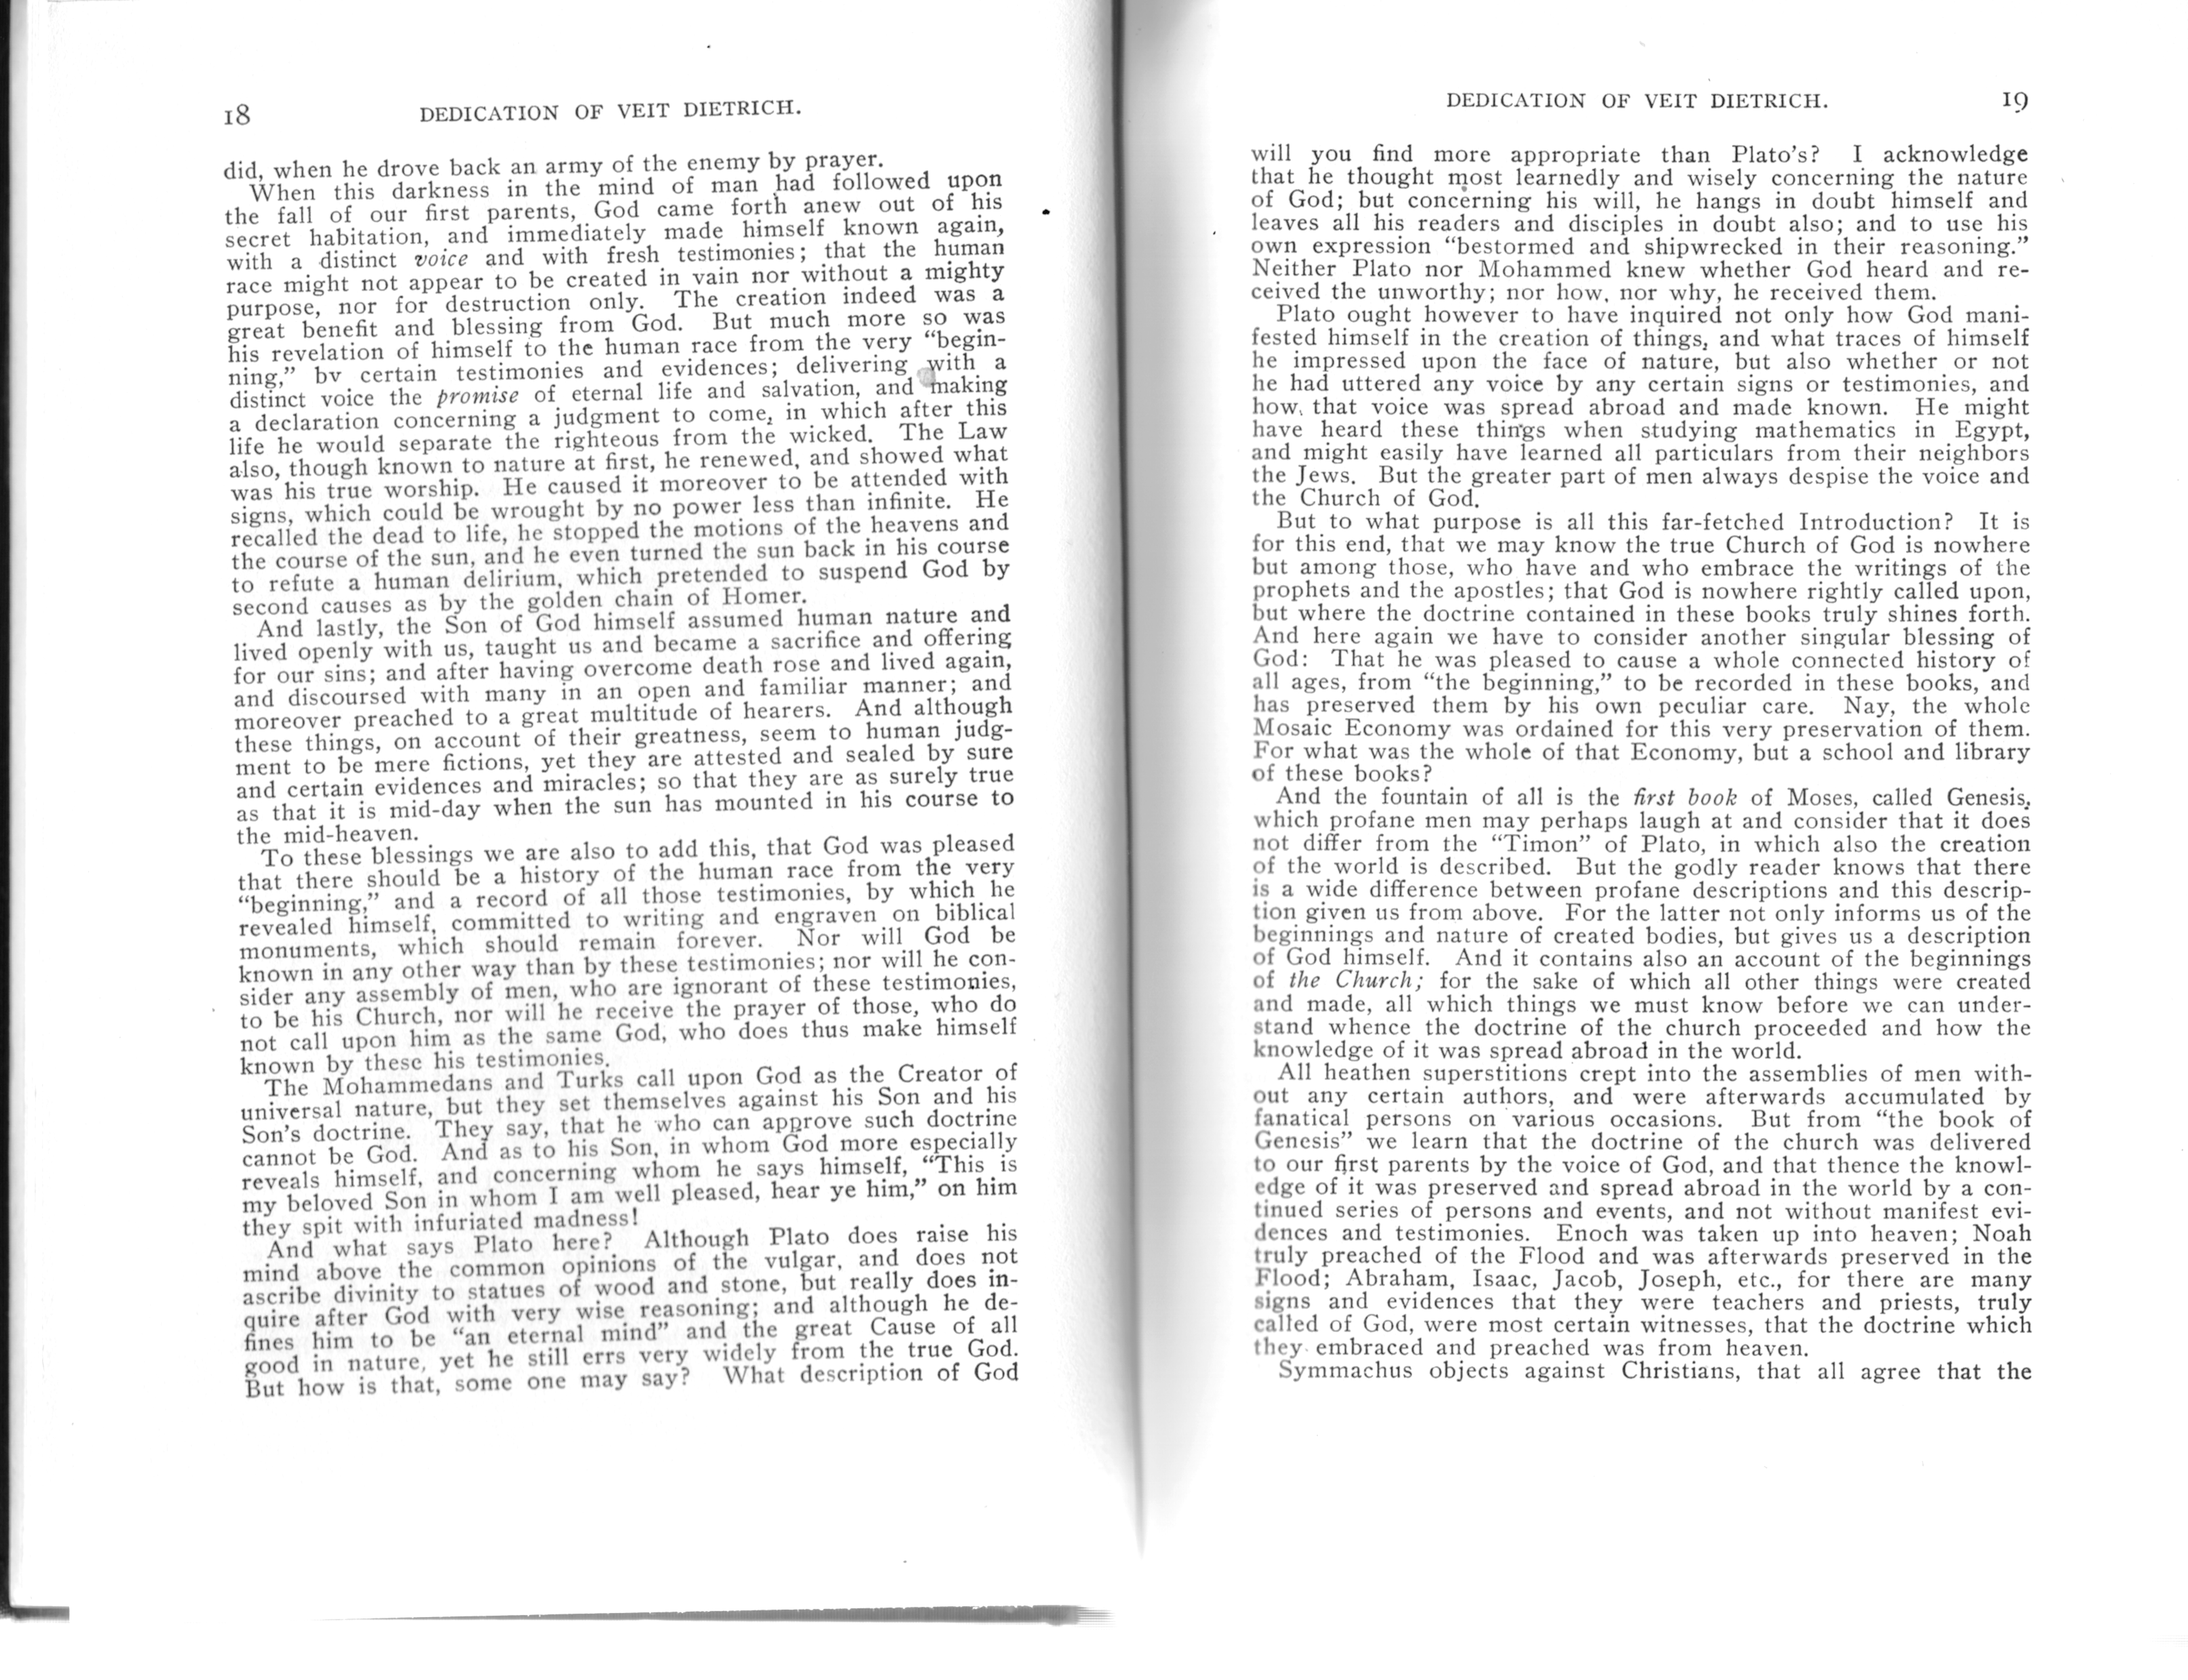 18 DEDICATION OF VEIT DIETRICH.
did, when he drove back an army of the enemy by prayer.
When this darkness in the mind of man had followed upon
the fall of our first parents, God came forth anew out of his
secret habitation, and immediately made himself known again,
with a distinct voice and with fresh testimonies; that the human
race might not appear to be created in vain nor without a mighty
purpose, nor for destruction only. The creation indeed was a
great benefit and blessing from God. But much more so was
his revelation of himself to the human race from the very “begin-
ning,” by certain testimonies and evidences; delivering with a
distinct voice the promise of eternal life and salvation, and making
a declaration concerning a judgment to come, in which after this
life he would separate the righteous from the wicked. The Law
also, though known to nature at first, he renewed, and showed what
was his true worship. He caused it moreover to be attended with
signs, which could be wrought by no power less than infinite. He
recalled the dead to life, he stopped the motions of the heavens and
the course of the sun, and he even turned the sun back in his course
to refute a human delirium, which pretended to suspend God by
second causes as by the golden chain of Homer.
And lastly, the Son of God himself assumed human nature and
lived openly with us, taught us and became a sacrifice and offering
for our sins; and after having overcome death rose and lived again,
and discoursed with many in an open and familiar manner; and
moreover preached to a great multitude of hearers. And although
these things, on account of their greatness, seem to human judg-
ment to be mere fictions, yet they are attested and sealed by sure
and certain evidences and miracles; so that they are as surely true
as that it is mid-day when the sun has mounted in his course to
the mid-heaven.
To these blessings we are also to add this, that God was pleased
that there should be a history of the human race from the very
“beginning,” and a record of all those testimonies, by which he
revealed himself, committed to writing and engraven on biblical
monuments, which should remain forever. Nor will God be
known in any other way than by these testimonies; nor will he con-
sider any assembly of men, who are ignorant of these testimonies,
to be his Church, nor will he receive the prayer of those, who do
not call upon him as the same God, who does thus make himself
known by these his testimonies.
The Mohammedans and Turks call upon God as the Creator of
universal nature, but they set themselves against his Son and his
Son’s doctrine. They say, that he who can approve such doctrine
cannot be God. And as to his Son, in whom God more especially
reveals himself, and concerning whom he says himself, “This is
my beloved Son in whom I am well pleased, hear ye him,” on him
they spit with infuriated madness!
And what says Plato here? Although Plato does raise his
mind above the common opinions of the vulgar, and does not
ascribe divinity to statues of wood and stone, but really does in-
quire after God with very wise reasoning; and although he de-
fines him to be “an eternal mind” and the great Cause of all
good in nature, yet he still errs very widely from the true God.
But how is that, some one may say? What description of God
DEDICATION OF VEIT DIETRICH. 19
will you find more appropriate than Plato’s? I acknowledge
that he thought most learnedly and wisely concerning the nature
of God; but concerning his will, he hangs in doubt himself and
leaves all his readers and disciples in doubt also; and to use his
own expression “bestormed and shipwrecked in their reasoning.”
Neither Plato nor Mohammed knew whether God heard and re-
ceived the unworthy; nor how, nor why, he received them.
Plato ought however to have inquired not only how God mani-
fested himself in the creation of things, and what traces of himself
he impressed upon the face of nature, but also whether or not
he had uttered any voice by any certain signs or testimonies, and
how, that voice was spread abroad and made known. He might
have heard these things when studying mathematics in Egypt,
and might easily have learned all particulars from their neighbors
the Jews. But the greater part of men always despise the voice and
the Church of God.
But to what purpose is all this far-fetched Introduction? It is
for this end, that we may know the true Church of God is nowhere
but among those, who have and who embrace the writings of the
prophets and the apostles; that God is nowhere rightly called upon,
but where the doctrine contained in these books truly shines forth.
And here again we have to consider another singular blessing of
God: That he was pleased to cause a whole connected history of
all ages, from “the beginning,” to be recorded in these books, and
has preserved them by his own peculiar care. Nay, the whole
Mosaic Economy was ordained for this very preservation of them.
For what was the whole of that Economy, but a school and library
of these books?
And the fountain of all is the first book of Moses, called Genesis,
which profane men may perhaps laugh at and consider that it does
not differ from the “Timon” of Plato, in which also the creation
of the world is described. But the godly reader knows that there
is a wide difference between profane descriptions and this descrip-
tion given us from above. For the latter not only informs us of the
beginnings and nature of created bodies, but gives us a description
of God himself. And it contains also an account of the beginnings
of the Church; for the sake of which all other things were created
and made, all which things we must know before we can under-
stand whence the doctrine of the church proceeded and how the
knowledge of it was spread abroad in the world.
All heathen superstitions crept into the assemblies of men with-
out any certain authors, and were afterwards accumulated by
fanatical persons on various occasions. But from “the book of
Genesis” we learn that the doctrine of the church was delivered
to our first parents by the voice of God, and that thence the knowl-
edge of it was preserved and spread abroad in the world by a con-
tinued series of persons and events, and not without manifest evi-
dences and testimonies. Enoch was taken up into heaven; Noah
truly preached of the Flood and was afterwards preserved in the
Flood; Abraham, Isaac, Jacob, Joseph, etc., for there are many
signs and evidences that they were teachers and priests, truly
called of God, were most certain witnesses, that the doctrine which
they embraced and preached was from heaven.
Symmachus objects against Christians, that all agree that the